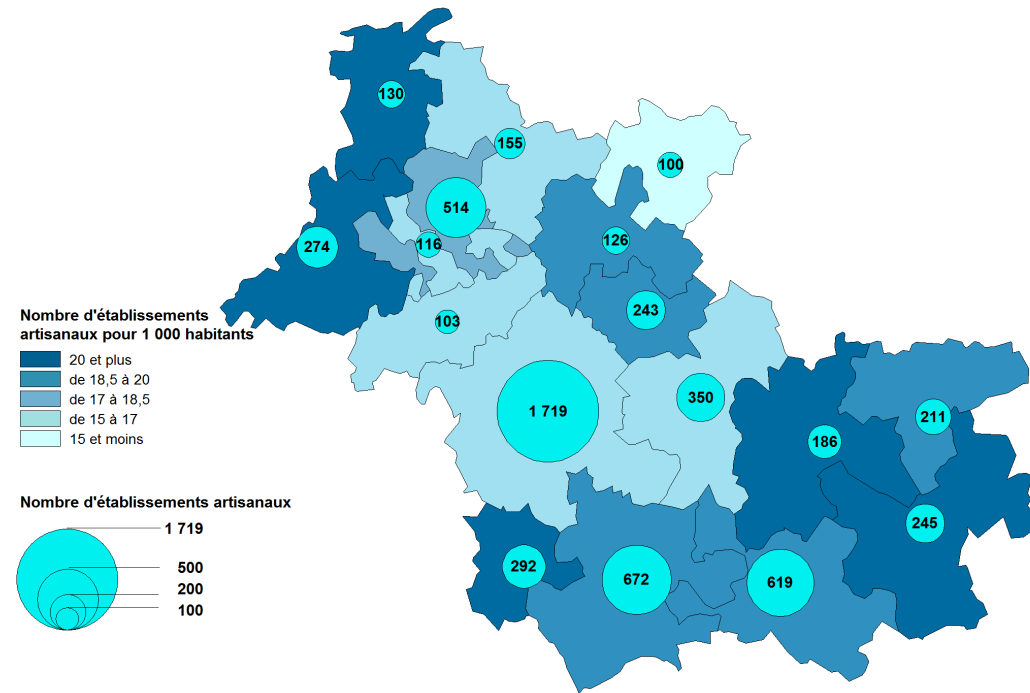 130
155
100
514
116
126
274
243
103
Nombre d'établissements
artisanaux pour 1 000 habitants
20 et plus
de 18,5 à 20
de 17 à 18,5
de 15 à 17
15 et moins
1 719
350
211
186
245
292
672
619
Nombre d'établissements artisanaux
1 719
500
200
100